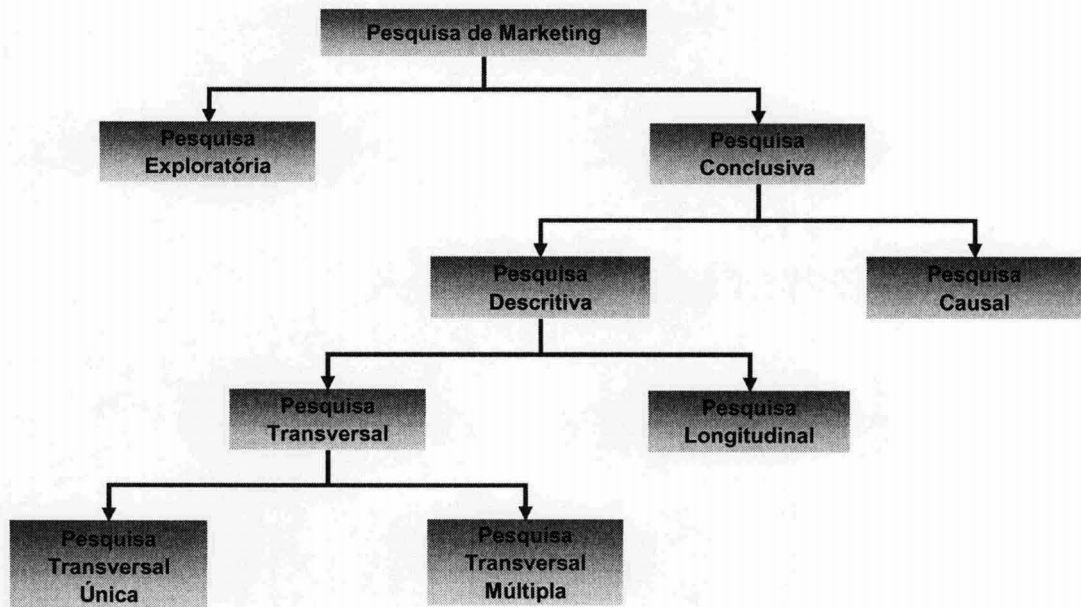 Pesquisa de Marketing
Pesquisa
Exploratória
Pesquisa
Conclusiva
Pesquisa
Descritiva
Pesquisa
Causal
Pesquisa
Transversal
Pesquisa
Longitudinal
Pesquisa
Transversal
Única
Pesquisa
Transversal
Múltipla